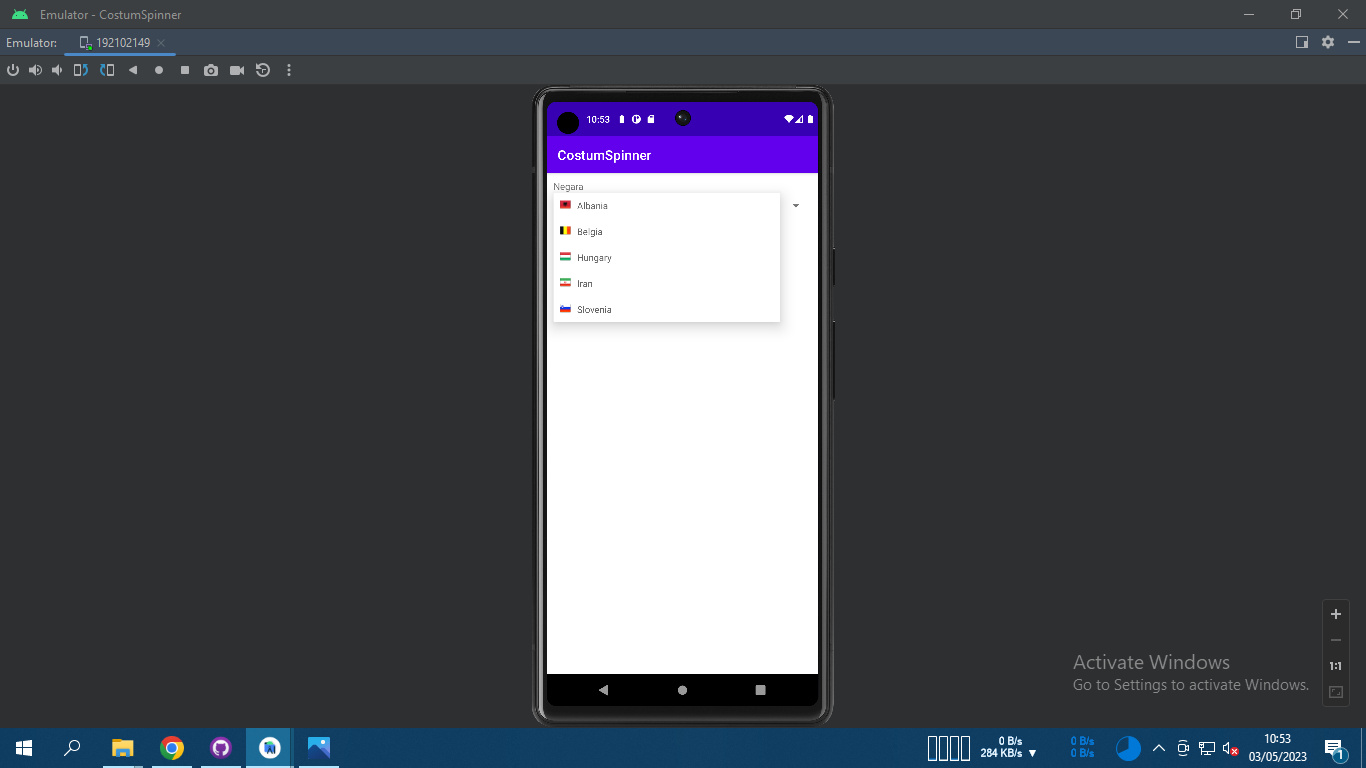 Emulator - CostumSpinner
Emulator:
192102149
10:53
CostumSpinner
Negara
Albania
Belgia
Hungary
Iran
Slovenia
1:1
Activate Windows
Go to Settings to activate Windows.
0 B/s
284 KB/s
0 B/s
0 B/s
10:53
03/05/2023
1